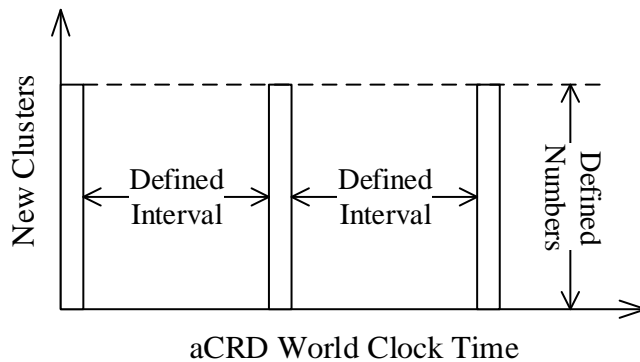 New Clusters
Defined
Interval
Defined
Interval
Defined
Numbers
aCRD World Clock Time